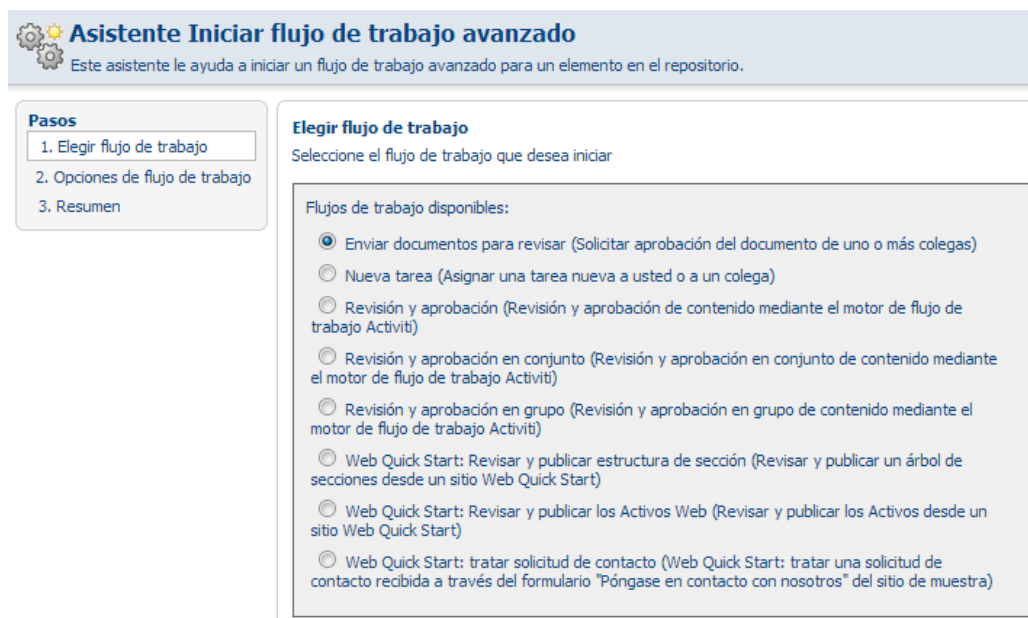 Asistente Iniciar flujo de trabajo avanzado
Este asistente le ayuda a iniciar un flujo de trabajo avanzado para un elemento en el repositorio.
Pasos
1. Elegir flujo de trabajo
2. Opciones de flujo de trabajo
3. Resumen
Elegir flujo de trabajo
Seleccione el flujo de trabajo que desea iniciar
Flujos de trabajo disponibles:
Enviar documentos para revisar (Solicitar aprobación del documento de uno o más colegas)
Nueva tarea (Asignar una tarea nueva a usted o a un colega)
Revisión y aprobación (Revisión y aprobación de contenido mediante el motor de flujo de
trabajo Activiti)
Revisión y aprobación en conjunto (Revisión y aprobación en conjunto de contenido mediante
el motor de flujo de trabajo Activiti)
Revisión y aprobación en grupo (Revisión y aprobación en grupo de contenido mediante el
motor de flujo de trabajo Activiti)
Web Quick Start: Revisar y publicar estructura de sección (Revisar y publicar un árbol de
secciones desde un sitio Web Quick Start)
Web Quick Start: Revisar y publicar los Activos Web (Revisar y publicar los Activos desde un
sitio Web Quick Start)
Web Quick Start: tratar solicitud de contacto (Web Quick Start: tratar una solicitud de
contacto recibida a través del formulario "Póngase en contacto con nosotros" del sitio de muestra)